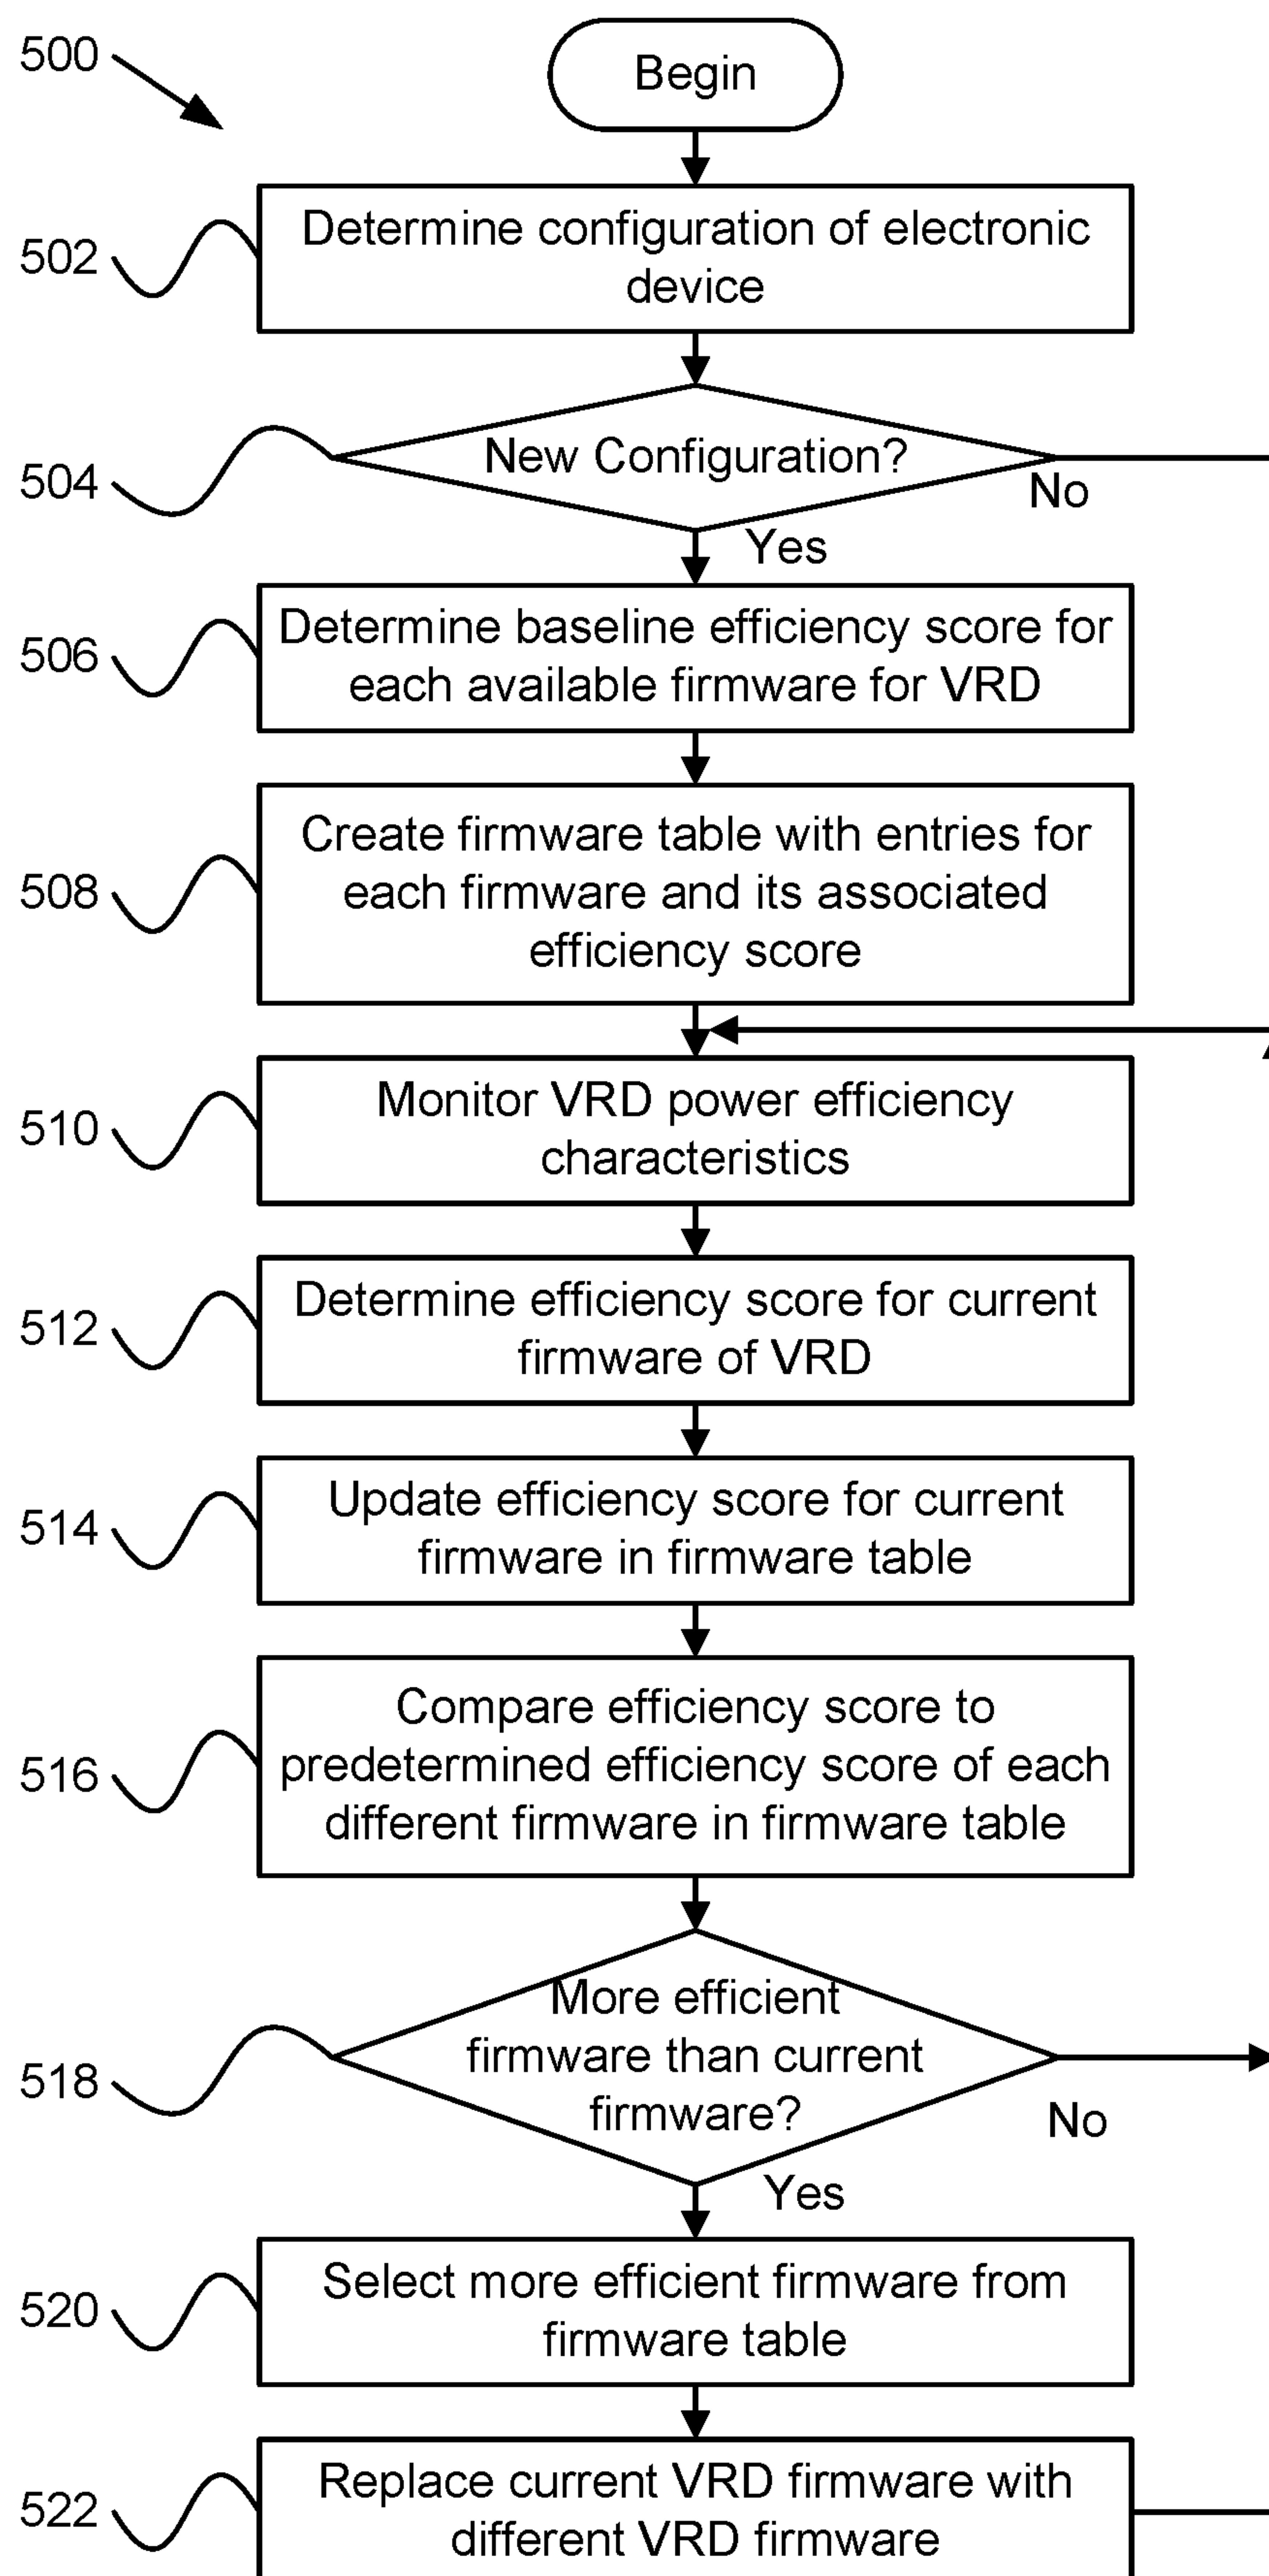 500
Begin
502
Determine configuration of electronic
device
504
New Configuration?
No
Yes
506
Determine baseline efficiency score for
each available firmware for VRD
508
Create firmware table with entries for
each firmware and its associated
efficiency score
510
Monitor VRD power efficiency
characteristics
512
Determine efficiency score for current
firmware of VRD
514
Update efficiency score for current
firmware in firmware table
516
Compare efficiency score to
predetermined efficiency score of each
different firmware in firmware table
518
More efficient
firmware than current
firmware?
No
Yes
520
Select more efficient firmware from
firmware table
522
Replace current VRD firmware with
different VRD firmware